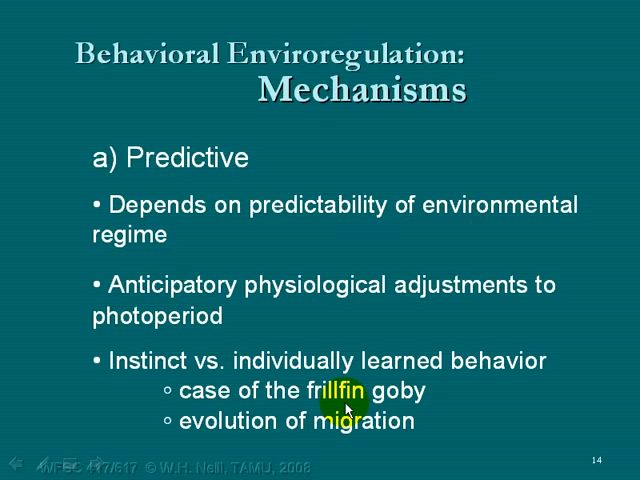 Behavioral Enviroregulation:
Mechanisms
a) Predictive
• Depends on predictability of environmental
regime
• Anticipatory physiological adjustments to
photoperiod
• Instinct vs. individually learned behavior
◦ case of the frillfin goby
◦ evolution of migration
WFSC 417/617 © W.H. Neill, TAMU, 2008
14